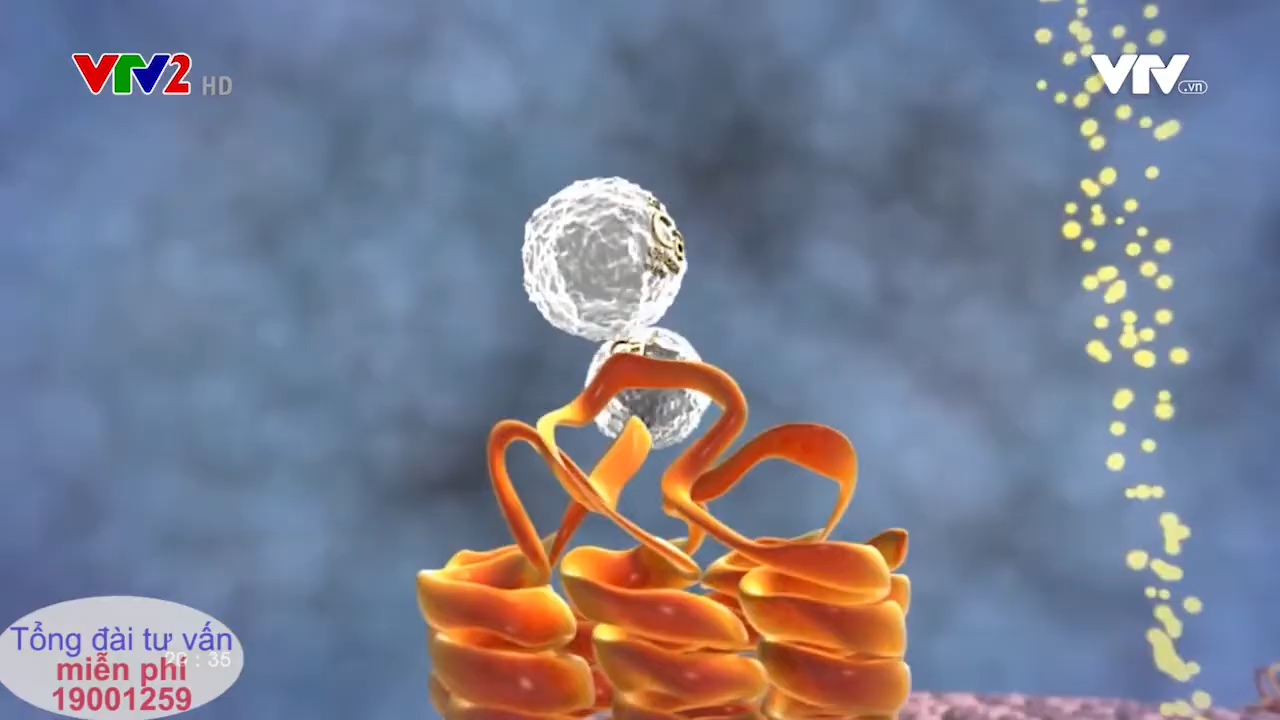 VTV2 HD
VTV.vn
Tổng đài tư vấn
miễn phí
20 : 35
19001259